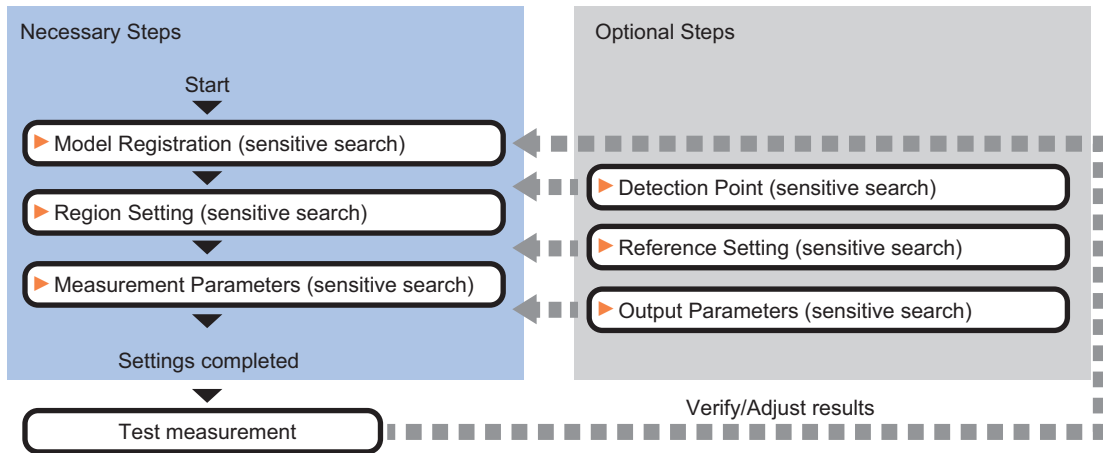 Necessary Steps
Start
Model Registration (sensitive search)
Region Setting (sensitive search)
Measurement Parameters (sensitive search)
Settings completed
Test measurement
Optional Steps
Detection Point (sensitive search)
Reference Setting (sensitive search)
Output Parameters (sensitive search)
Verify/Adjust results